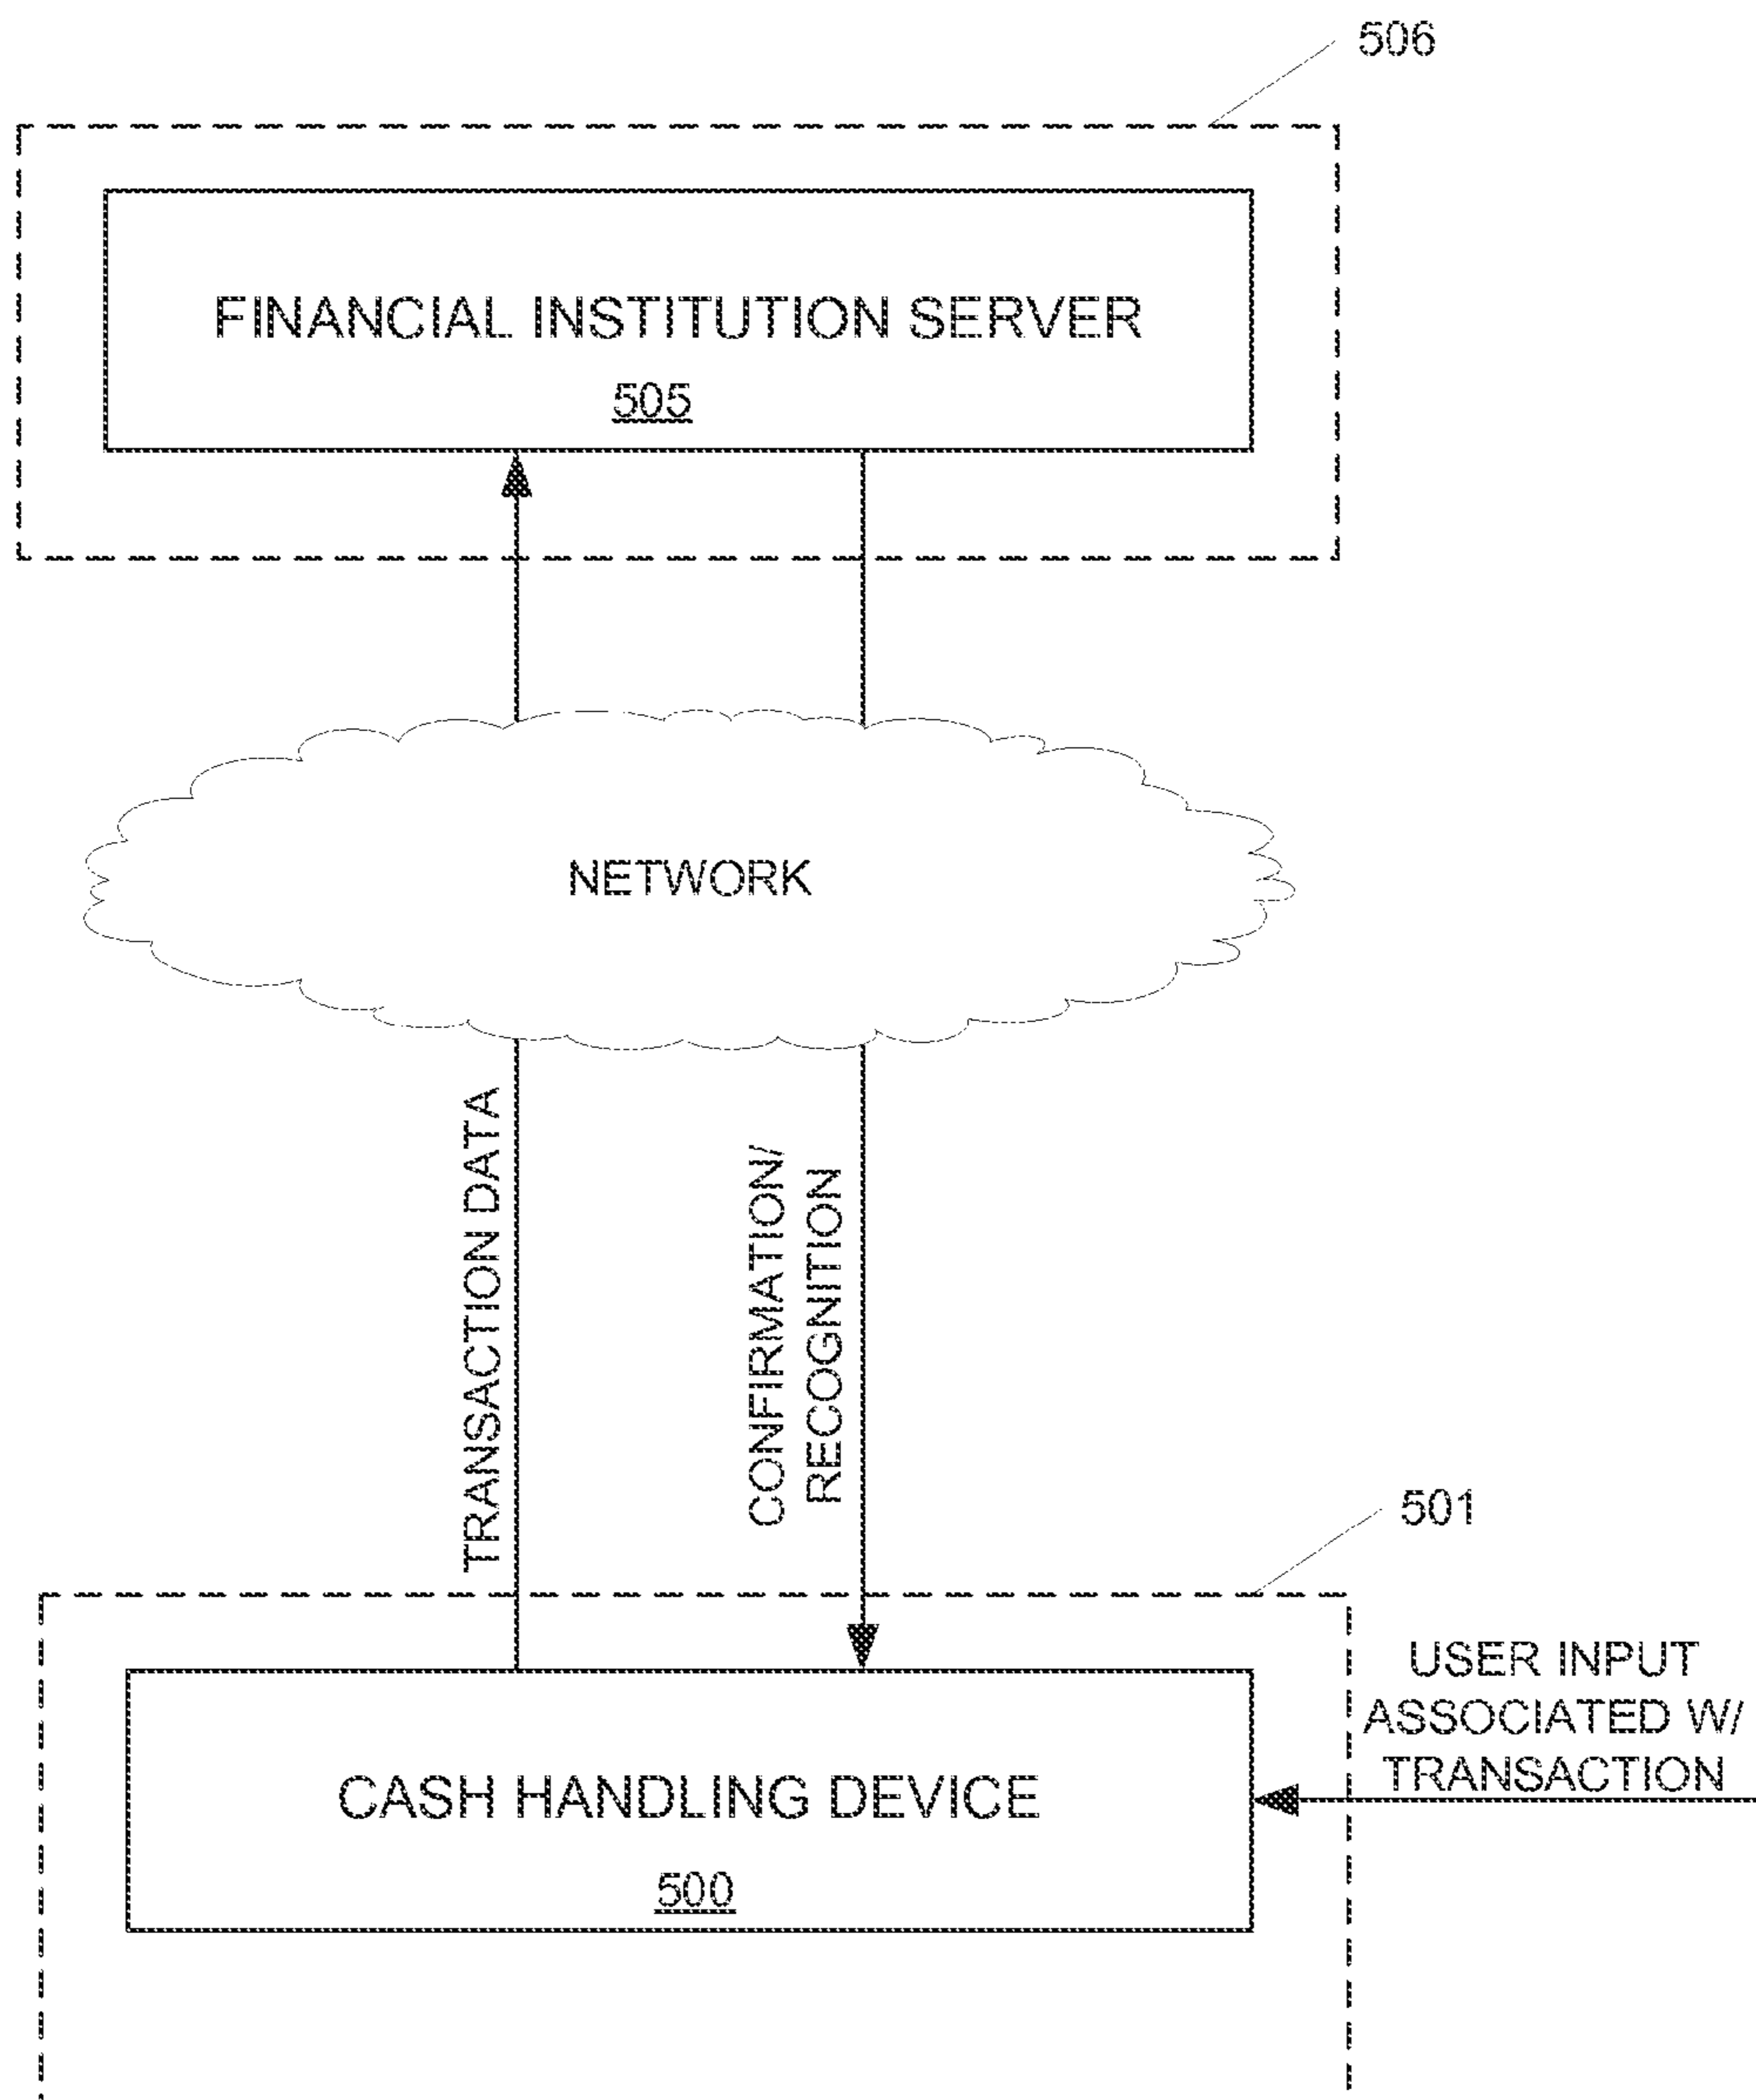 506
FINANCIAL INSTITUTION SERVER
505
NETWORK
TRANSACTION DATA
CONFIRMATION/
RECOGNITION
501
USER INPUT
ASSOCIATED W/
TRANSACTION
CASH HANDLING DEVICE
500